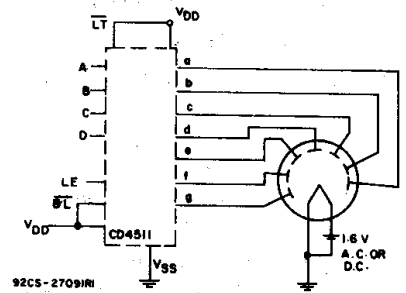 LT VDD
A a
B b
C c
D d
e
LE f
BL g
VDD CD4511
1·6 V
A.C. OR
D.C.
VSS
92CS-27091R1